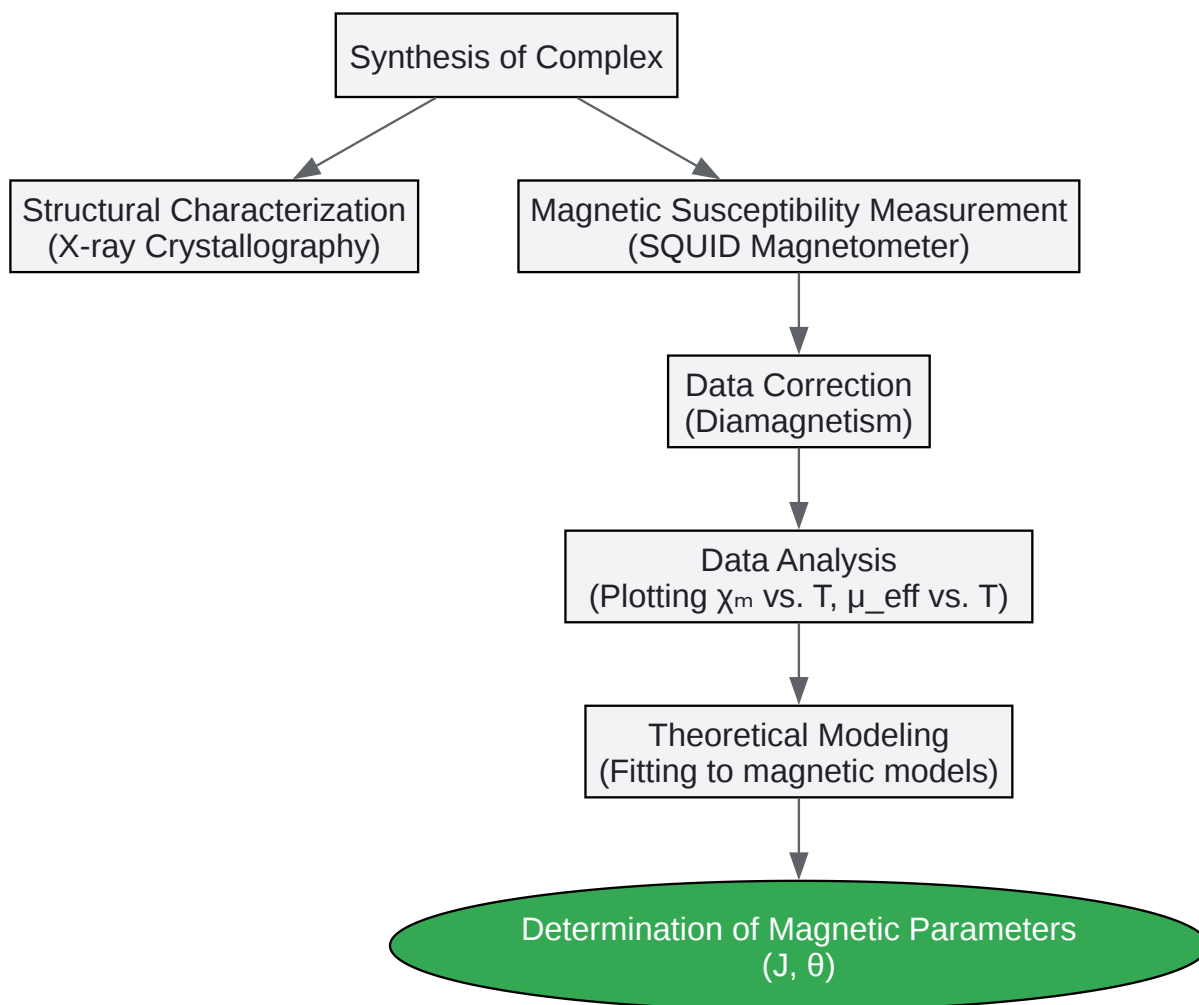 Synthesis of Complex
Structural Characterization
(X-ray Crystallography)
Magnetic Susceptibility Measurement
(SQUID Magnetometer)
Data Correction
(Diamagnetism)
Data Analysis
(Plotting χₘ vs. T, μ_eff vs. T)
Theoretical Modeling
(Fitting to magnetic models)
Determination of Magnetic Parameters
(J, θ)